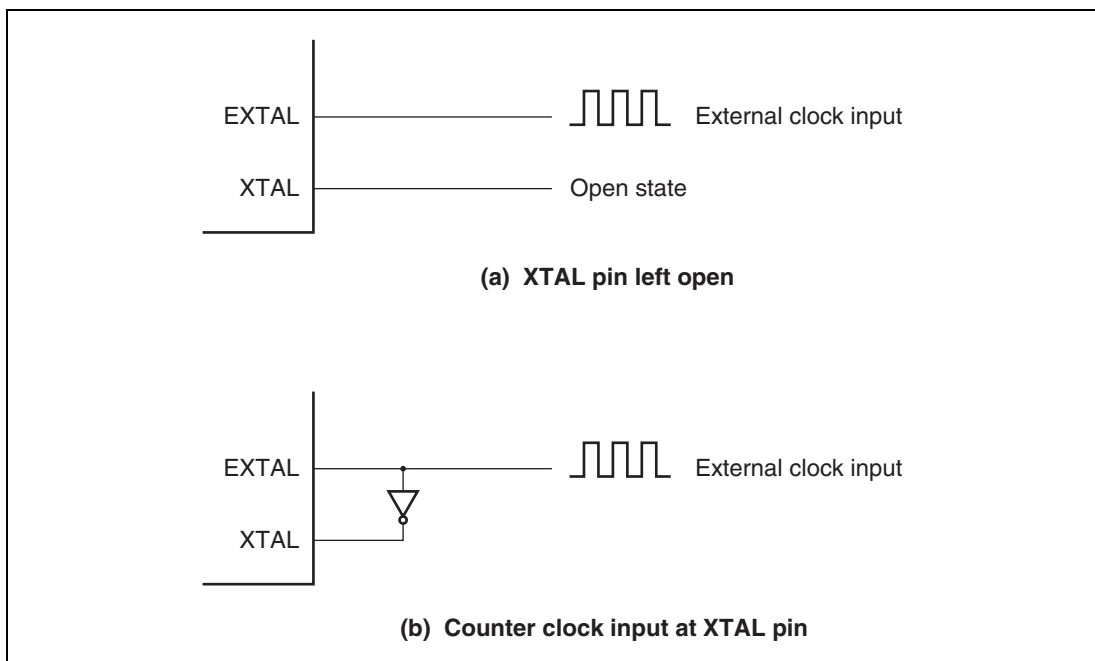 EXTAL
External clock input
XTAL
Open state
(a) XTAL pin left open
EXTAL
External clock input
XTAL
(b) Counter clock input at XTAL pin